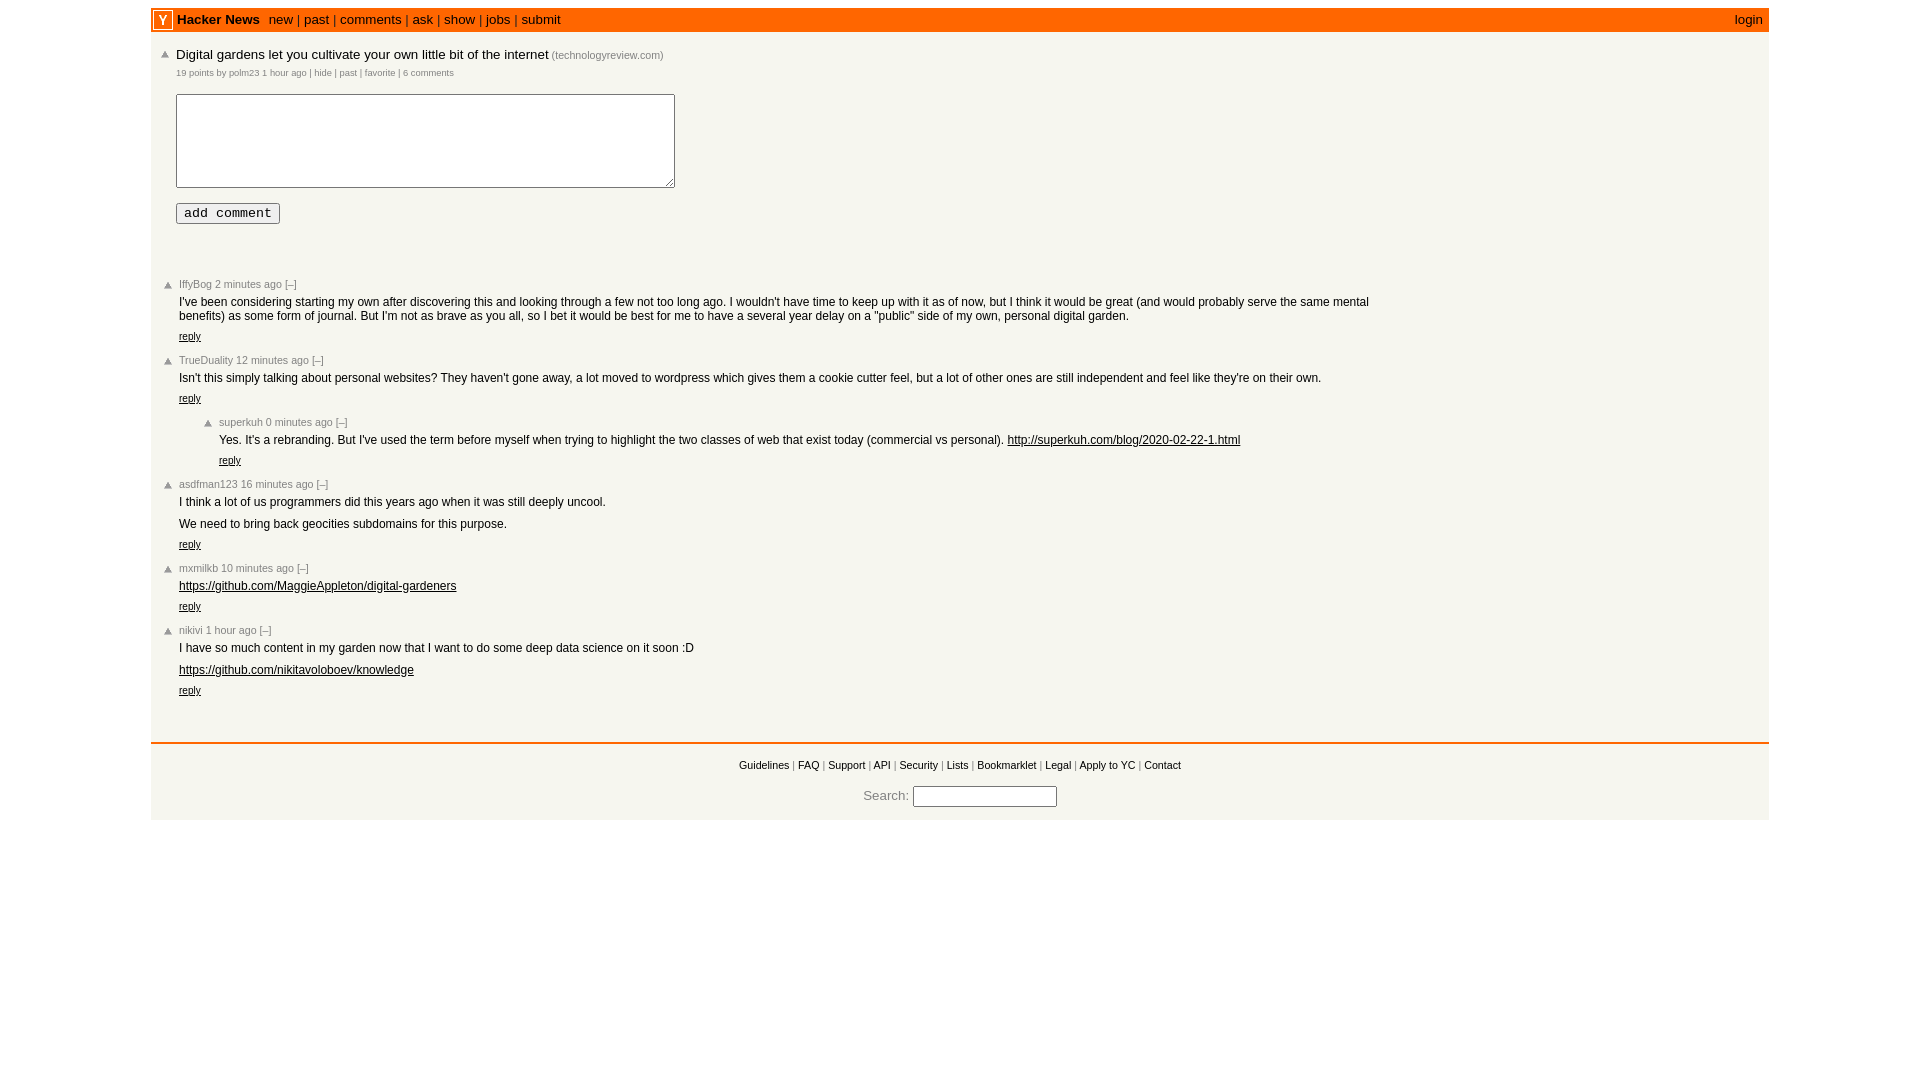 Y Hacker News new | past | comments | ask | show | jobs | submit login
Digital gardens let you cultivate your own little bit of the internet (technologyreview.com)
19 points by polm23 1 hour ago | hide | past | favorite | 6 comments
add comment
IffyBog 2 minutes ago [–]
I've been considering starting my own after discovering this and looking through a few not too long ago. I wouldn't have time to keep up with it as of now, but I think it would be great (and would probably serve the same mental
benefits) as some form of journal. But I'm not as brave as you all, so I bet it would be best for me to have a several year delay on a "public" side of my own, personal digital garden.
reply
TrueDuality 12 minutes ago [–]
Isn't this simply talking about personal websites? They haven't gone away, a lot moved to wordpress which gives them a cookie cutter feel, but a lot of other ones are still independent and feel like they're on their own.
reply
superkuh 0 minutes ago [–]
Yes. It's a rebranding. But I've used the term before myself when trying to highlight the two classes of web that exist today (commercial vs personal). http://superkuh.com/blog/2020-02-22-1.html
reply
asdfman123 16 minutes ago [–]
I think a lot of us programmers did this years ago when it was still deeply uncool.
We need to bring back geocities subdomains for this purpose.
reply
mxmilkb 10 minutes ago [–]
https://github.com/MaggieAppleton/digital-gardeners
reply
nikivi 1 hour ago [–]
I have so much content in my garden now that I want to do some deep data science on it soon :D
https://github.com/nikitavoloboev/knowledge
reply
Guidelines | FAQ | Support | API | Security | Lists | Bookmarklet | Legal | Apply to YC | Contact
Search: